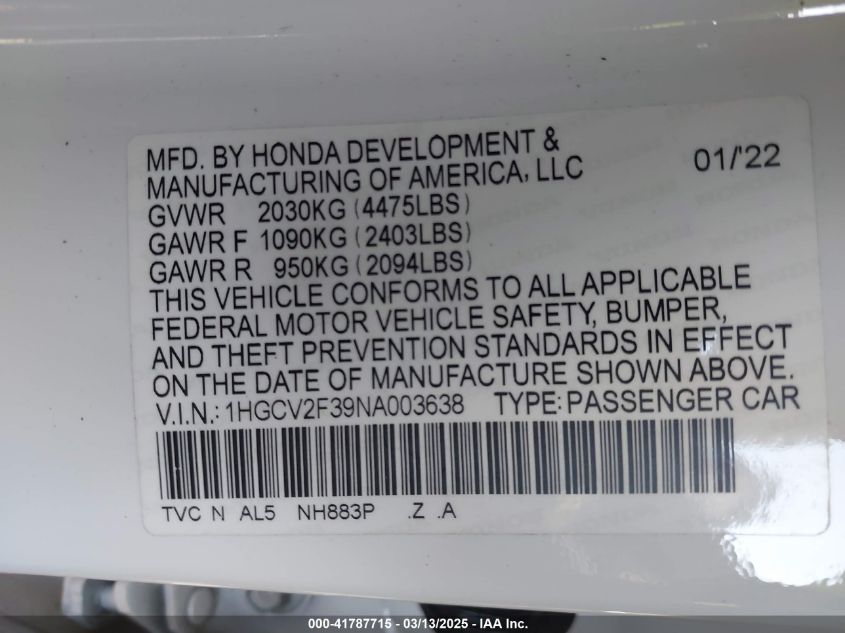 MFD. BY HONDA DEVELOPMENT &
MANUFACTURING OF AMERICA, LLC 01/'22
GVWR 2030KG (4475LBS)
GAWR F 1090KG (2403LBS)
GAWR R 950KG (2094LBS)
THIS VEHICLE CONFORMS TO ALL APPLICABLE
FEDERAL MOTOR VEHICLE SAFETY, BUMPER,
AND THEFT PREVENTION STANDARDS IN EFFECT
ON THE DATE OF MANUFACTURE SHOWN ABOVE.
V.I.N.: 1HGCV2F39NA003638 TYPE: PASSENGER CAR
TVC N AL5 NH883P .Z .A
000-41787715 - 03/13/2025 - IAA Inc.